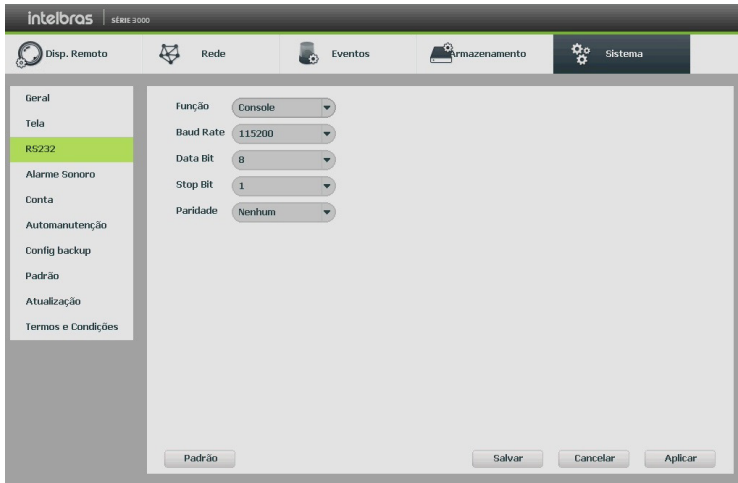 intelbras SÉRIE 3000
Disp. Remoto Rede Eventos Armazenamento Sistema
Geral
Tela
RS232
Alarme Sonoro
Conta
Automanutenção
Config backup
Padrão
Atualização
Termos e Condições
Função Console
Baud Rate 115200
Data Bit 8
Stop Bit 1
Paridade Nenhum
Padrão Salvar Cancelar Aplicar